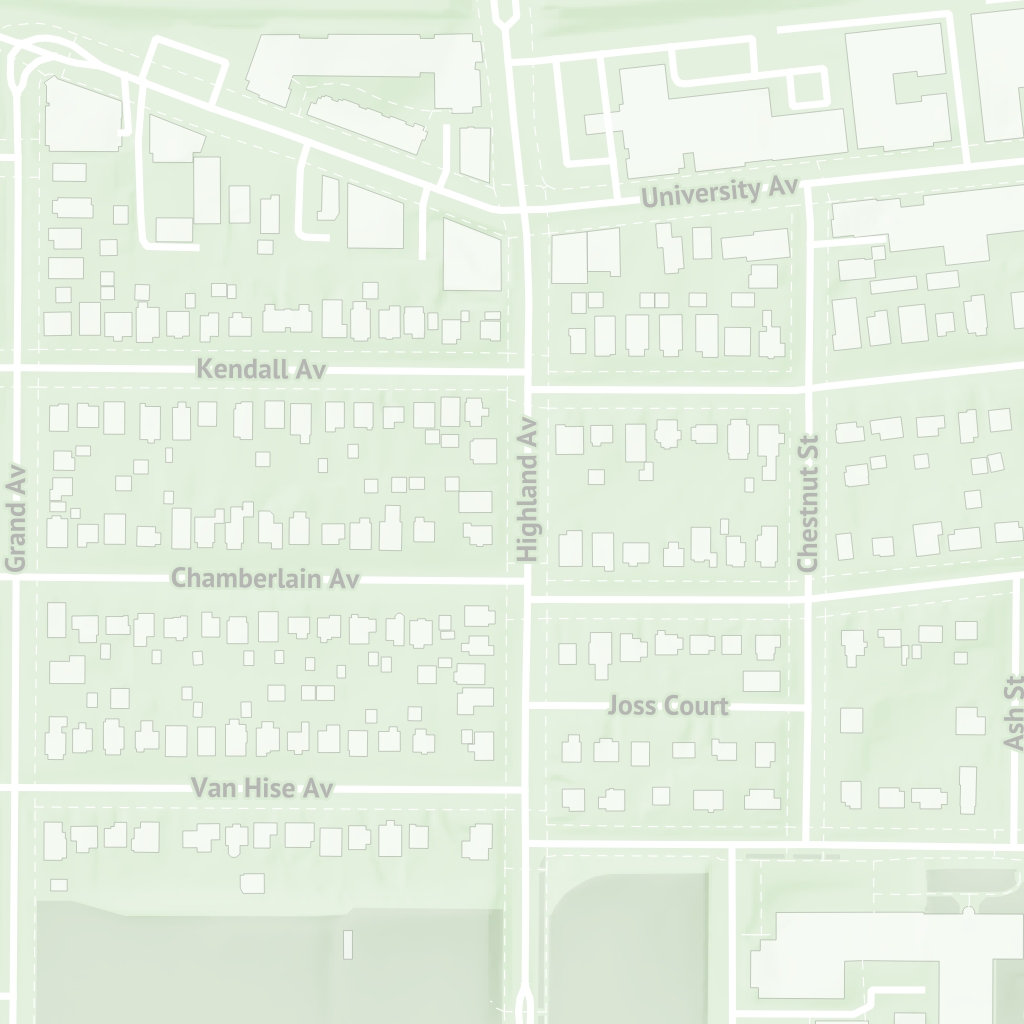 University Av
Kendall Av
Grand Av
Highland Av
Chestnut St
Chamberlain Av
Joss Court
Ash St
Van Hise Av